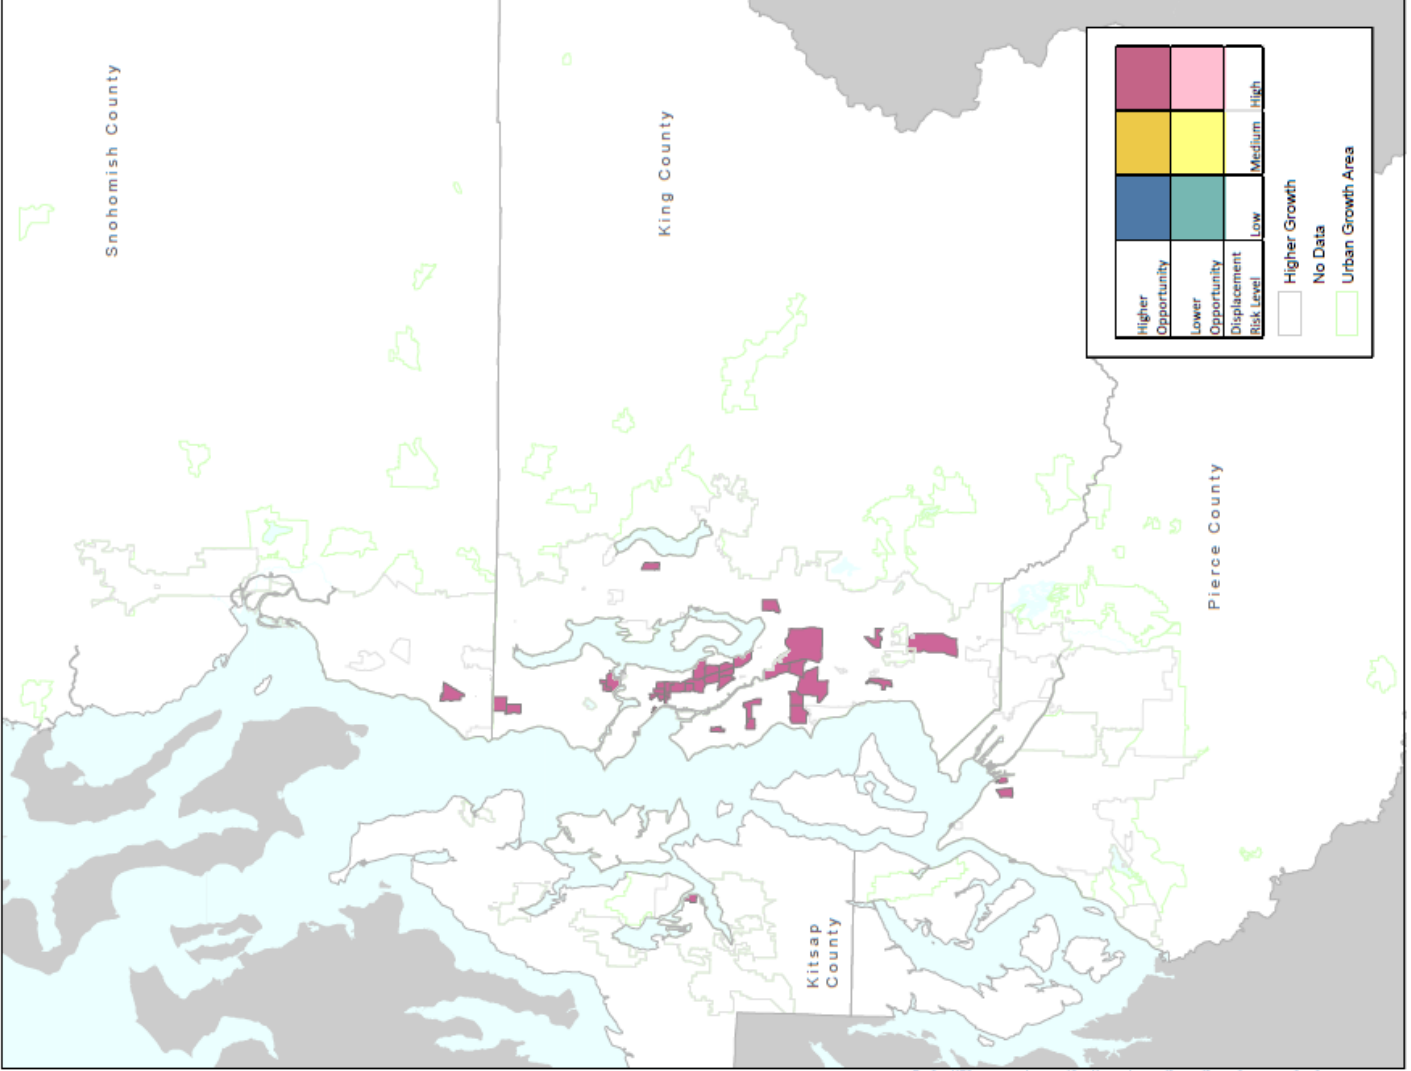 Snohomish County
King County
Pierce County
Kitsap
County
Higher
Opportunity
Lower
Opportunity
Displacement
Risk Level
Low
Medium
High
Higher Growth
No Data
Urban Growth Area